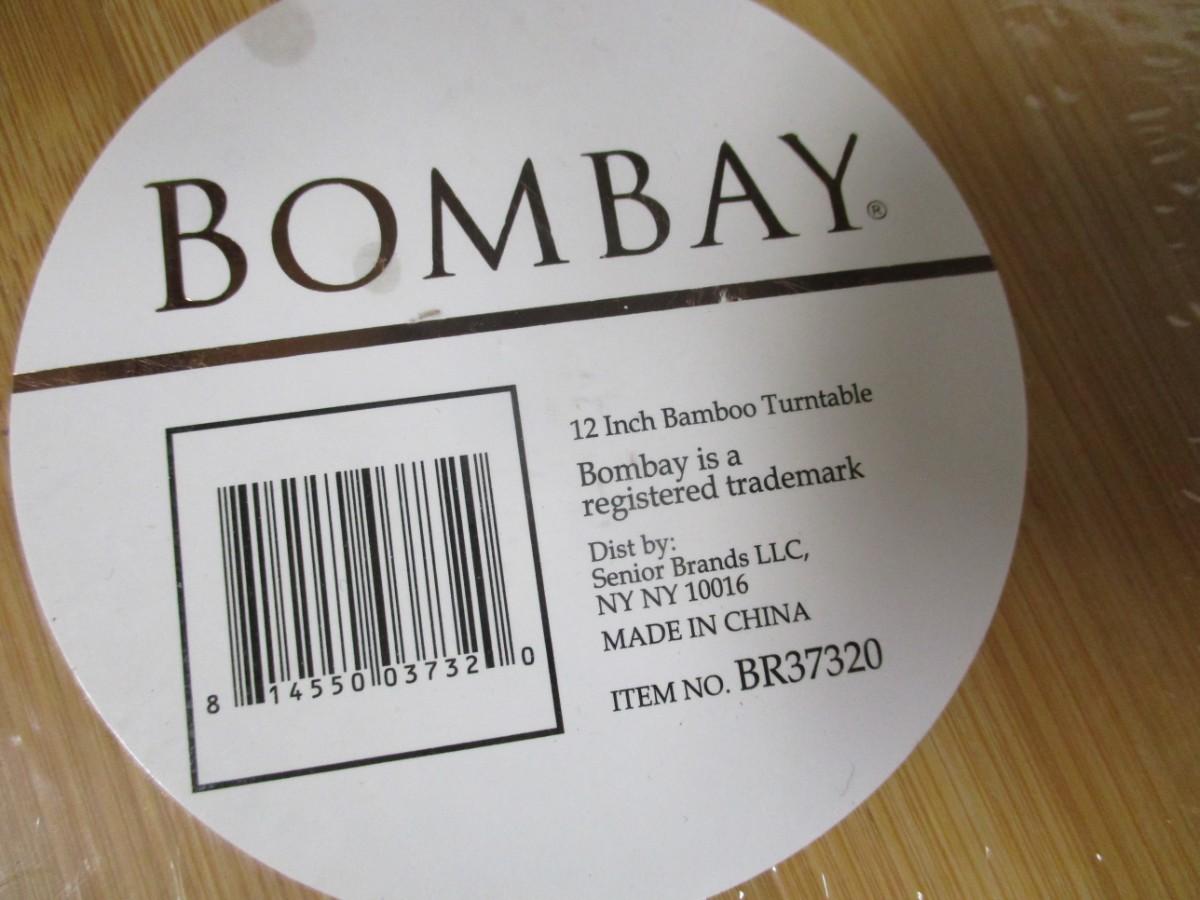 BOMBAY®
12 Inch Bamboo Turntable
Bombay is a
registered trademark
Dist by:
Senior Brands LLC,
NY NY 10016
MADE IN CHINA
ITEM NO. BR37320
8 14550 03732 0